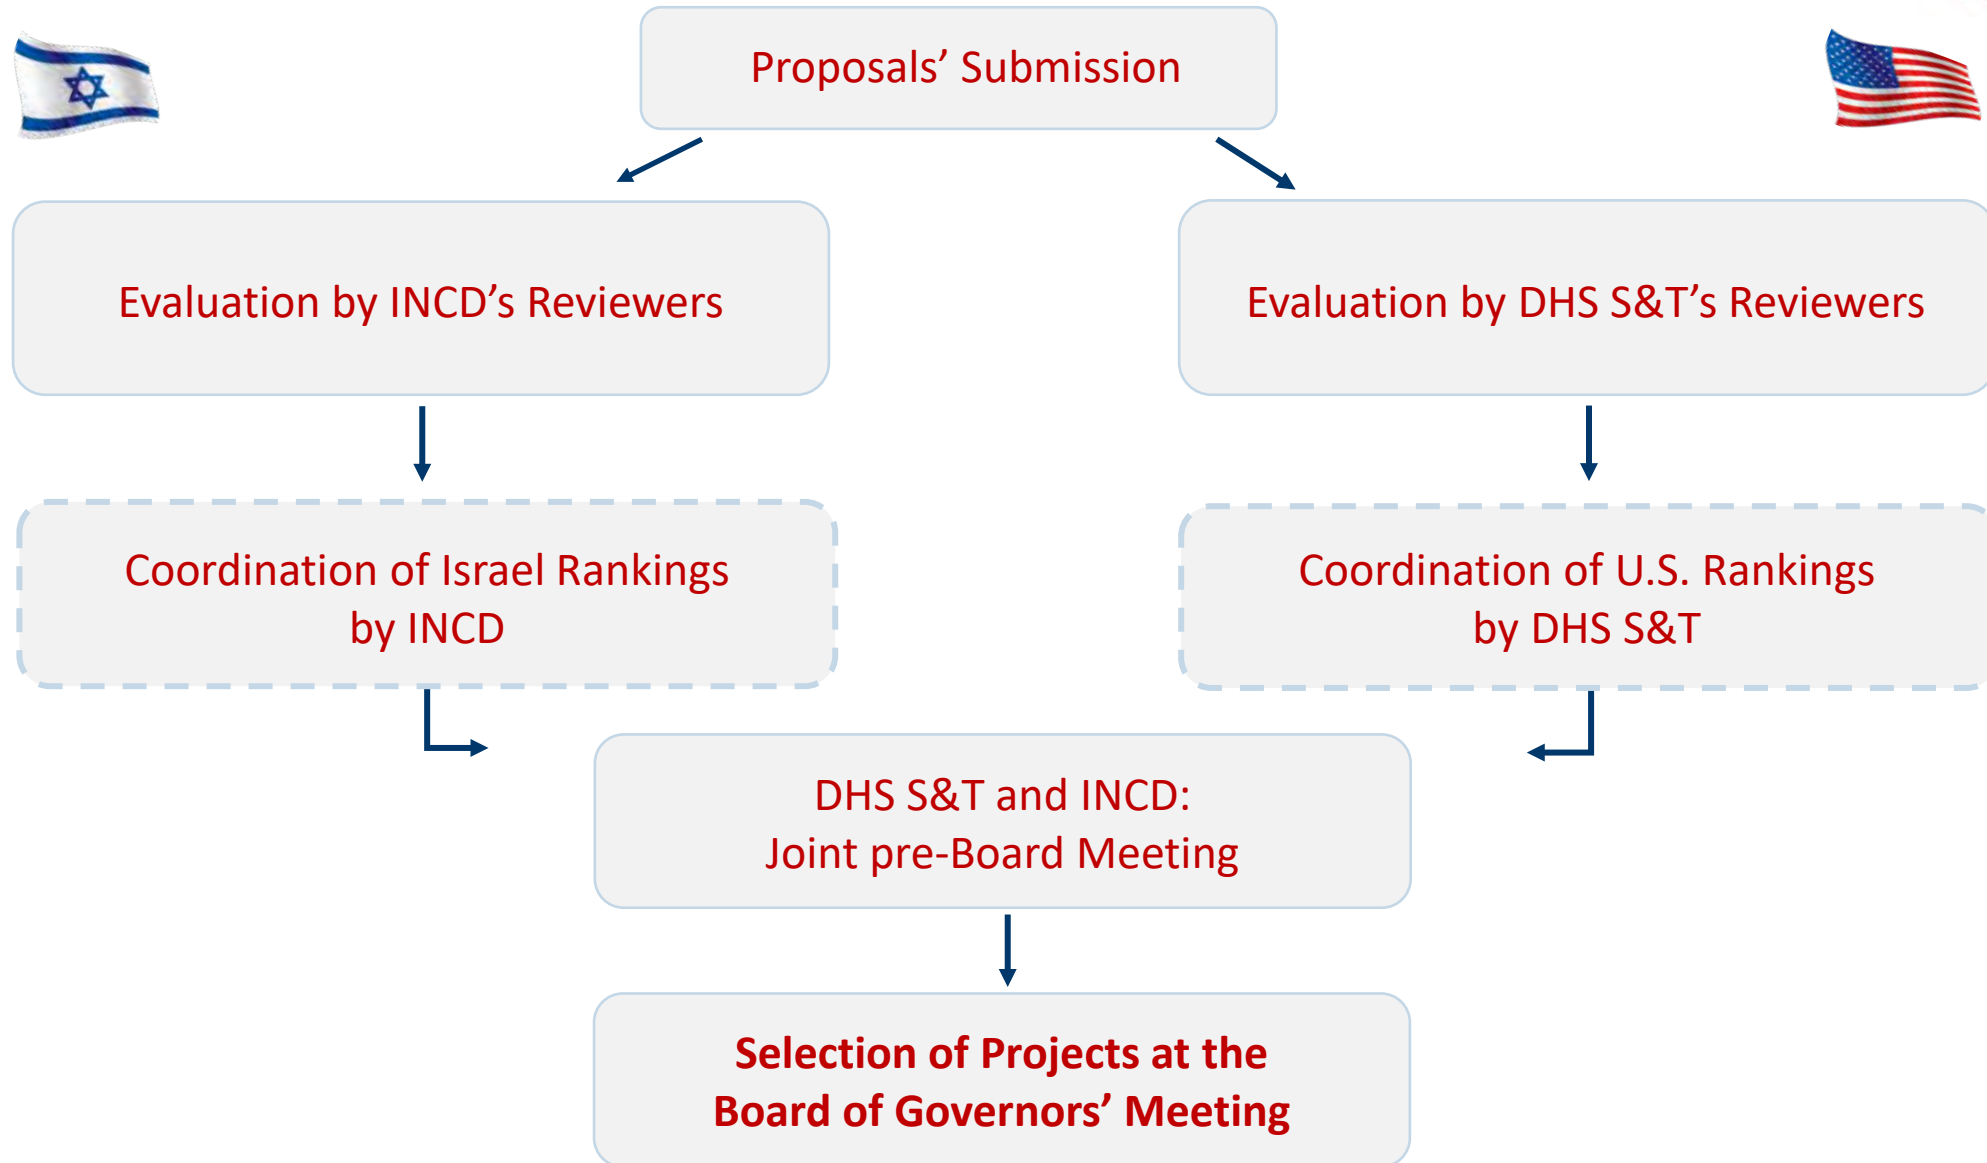 Proposals’ Submission
Evaluation by INCD’s Reviewers
Evaluation by DHS S&T’s Reviewers
Coordination of Israel Rankings
by INCD
Coordination of U.S. Rankings
by DHS S&T
DHS S&T and INCD:
Joint pre-Board Meeting
Selection of Projects at the
Board of Governors’ Meeting